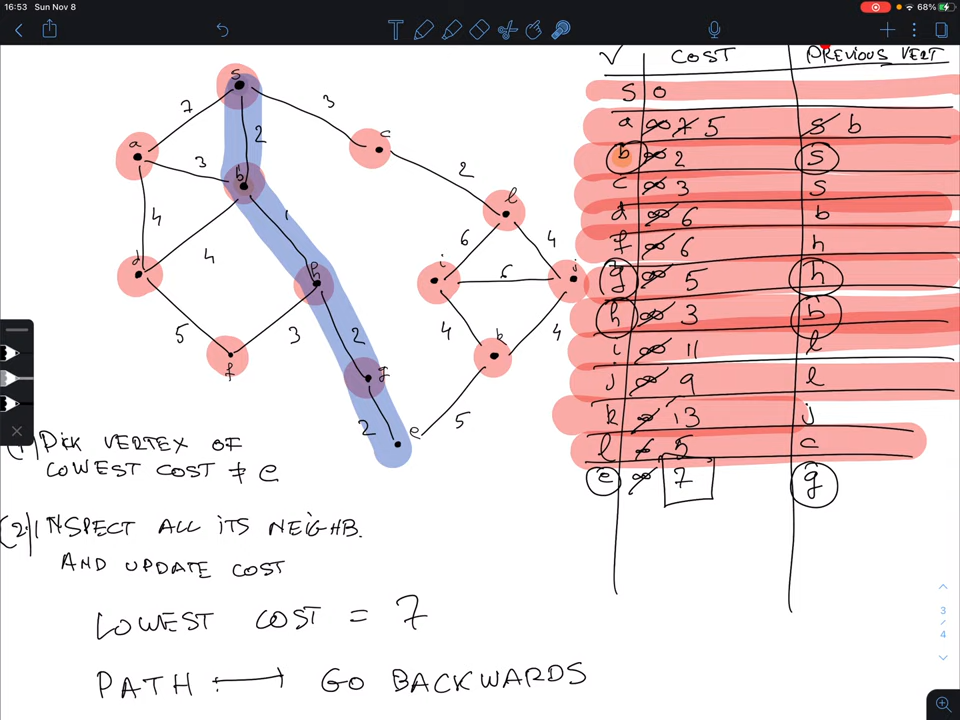 16:53 Sun Nov 8
68%
T
√ COST PREVIOUS VERT
S 0
a ∞ 7 5 s b
b ∞ 2 s
c ∞ 3 s
d ∞ 6 b
f ∞ 6 h
g ∞ 5 h
h ∞ 3 b
i ∞ 11 l
j ∞ 9 l
k ∞ 13 j
l ∞ 5 c
e ∞ 7 g
s
7
3
2
a
3
b
c
2
4
4
1
l
6
4
d
h
i
6
j
5
3
2
4
4
k
f
g
2
e
5
(1) PICK VERTEX OF
LOWEST COST ≠ e
(2) INSPECT ALL ITS NEIGHB.
AND UPDATE COST
LOWEST COST = 7
PATH : ⟶ GO BACKWARDS
3
/
4